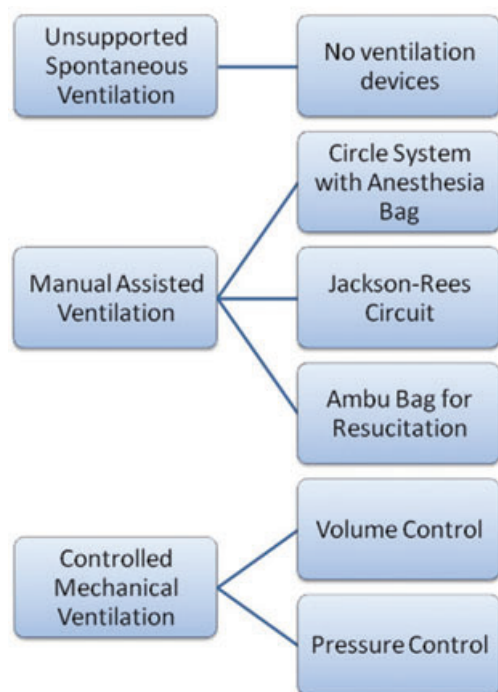 Unsupported
Spontaneous
Ventilation
No ventilation
devices
Manual Assisted
Ventilation
Circle System
with Anesthesia
Bag
Jackson-Rees
Circuit
Ambu Bag for
Resucitation
Controlled
Mechanical
Ventilation
Volume Control
Pressure Control